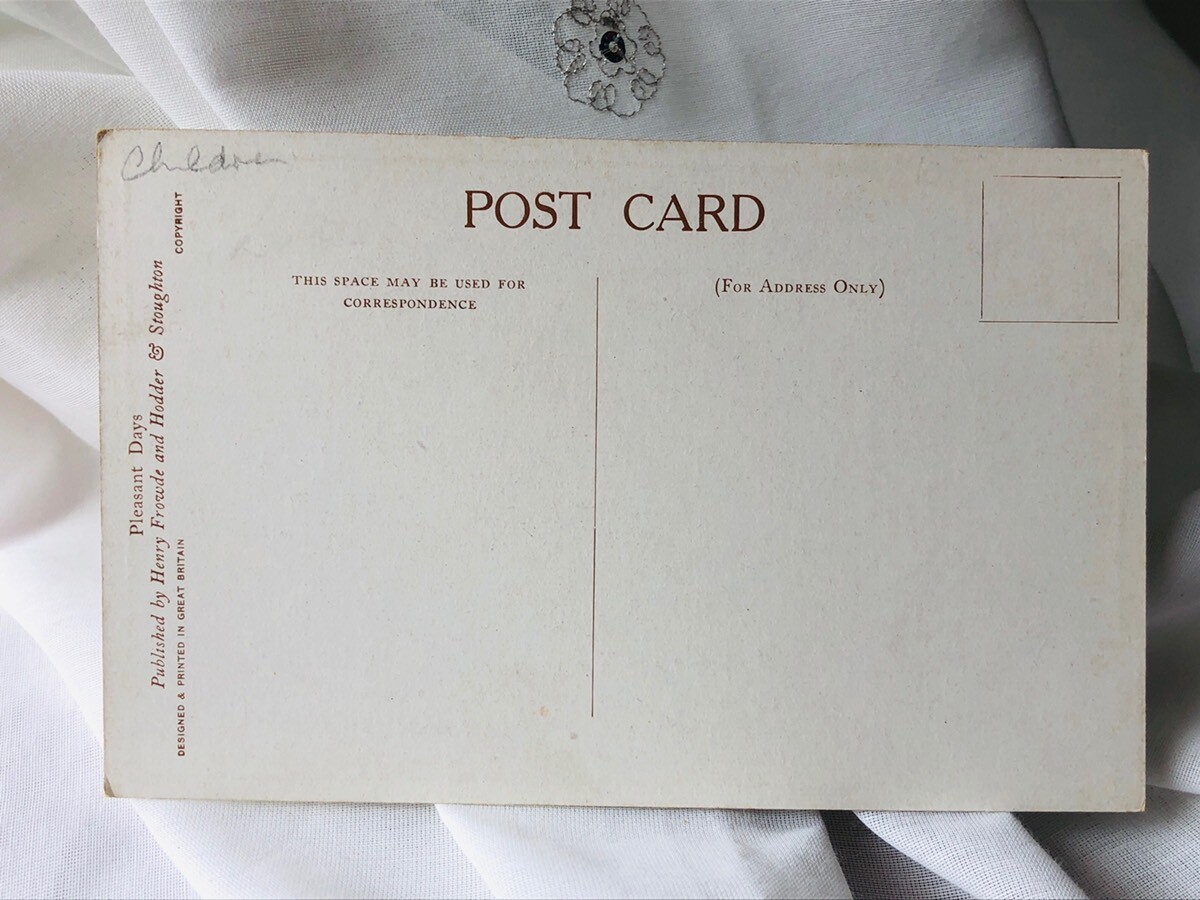 Children
POST CARD
THIS SPACE MAY BE USED FOR
CORRESPONDENCE
(For Address Only)
Pleasant Days
Published by Henry Frowde and Hodder & Stoughton
DESIGNED & PRINTED IN GREAT BRITAIN COPYRIGHT